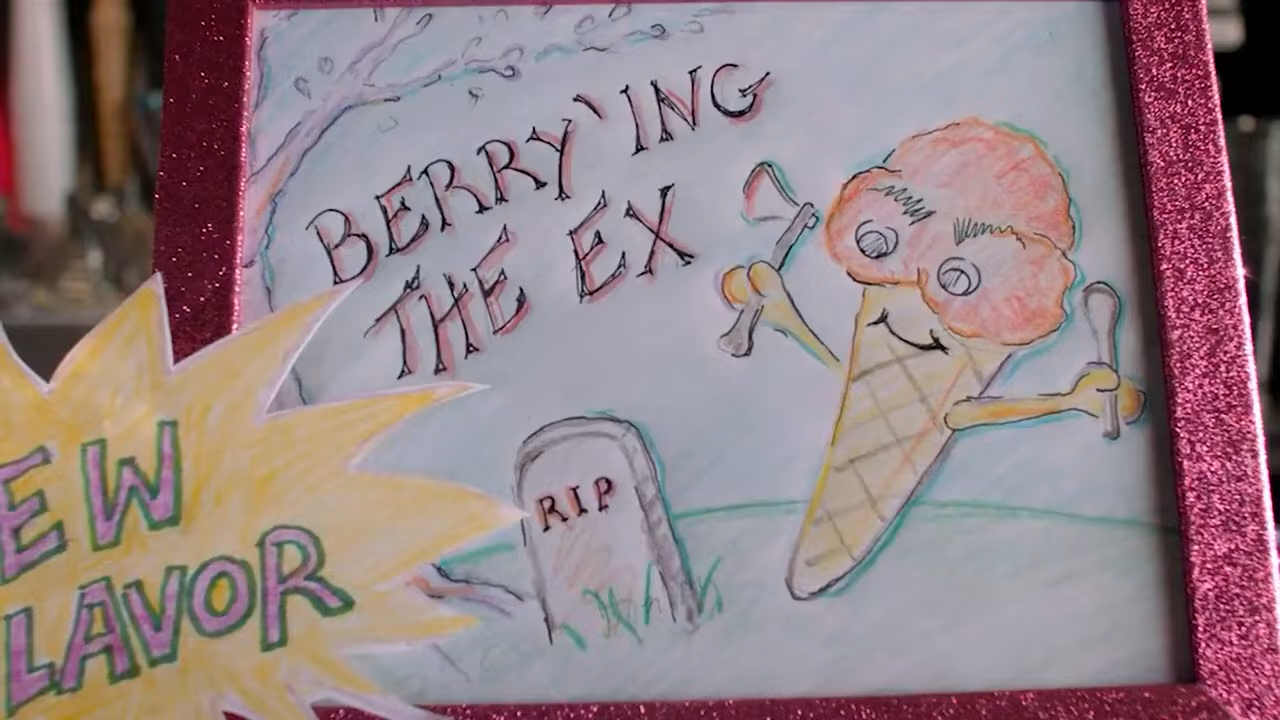 BERRY'ING
THE EX
RIP
EW
LAVOR